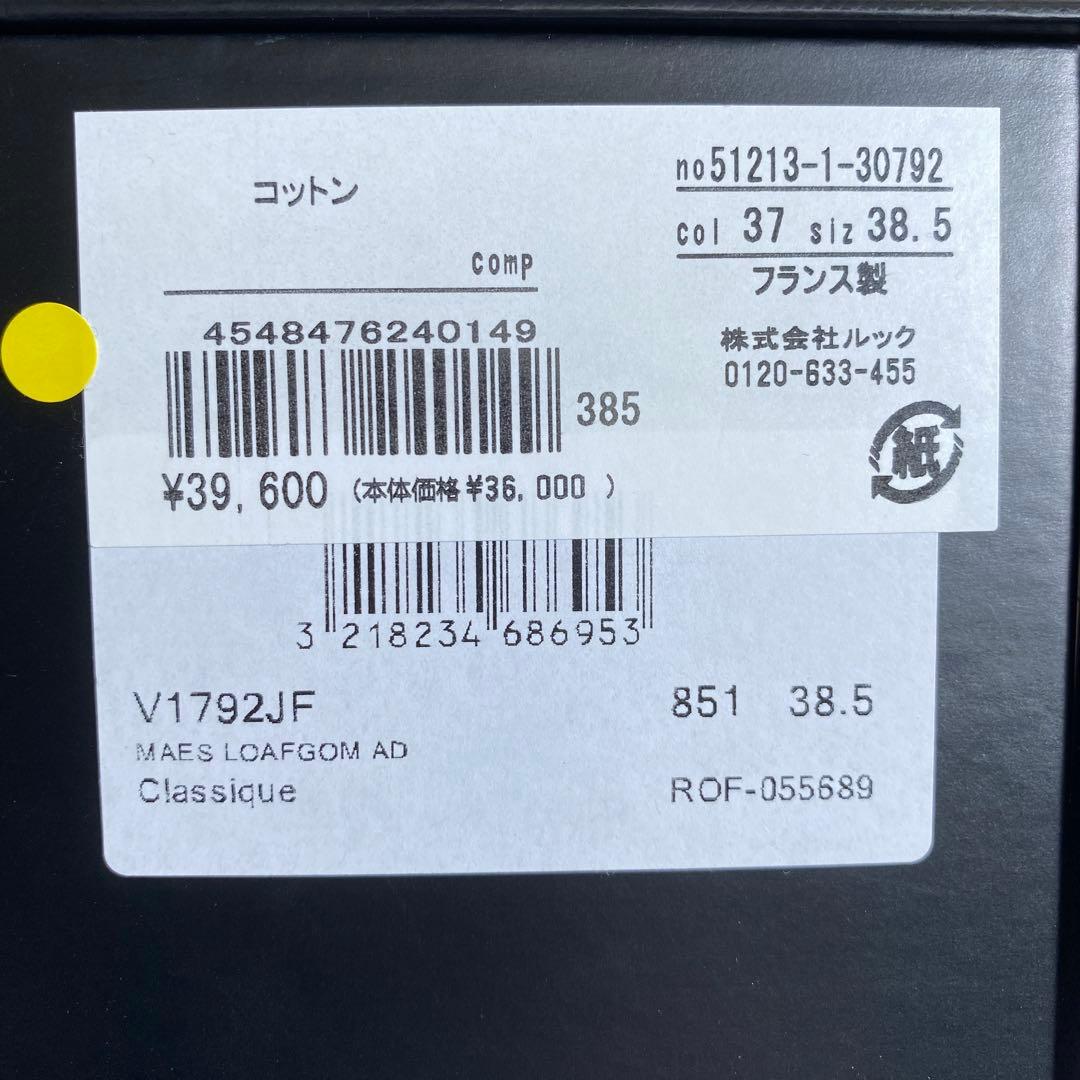 コットン
comp
no51213-1-30792
col 37 siz 38.5
フランス製
株式会社ルック
0120-633-455
紙
4548476240149
385
¥39,600 (本体価格¥36,000 )
3 218234 686953
V1792JF 851 38.5
MAES LOAFGOM AD
Classique ROF-055689